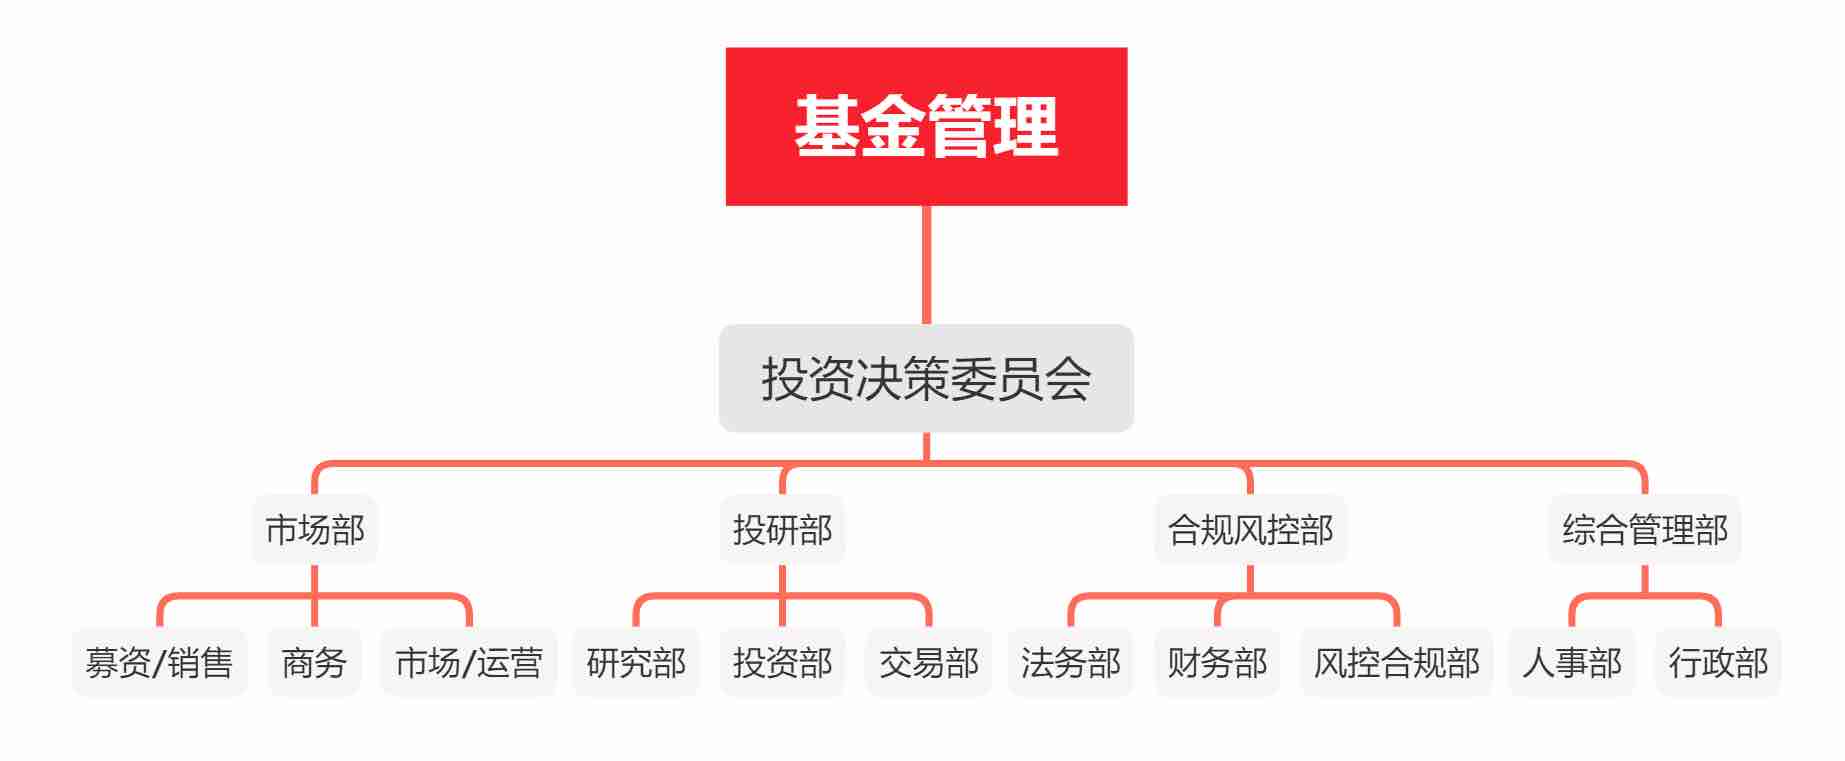 基金管理
投资决策委员会
市场部
投研部
合规风控部
综合管理部
募资/销售
商务
市场/运营
研究部
投资部
交易部
法务部
财务部
风控合规部
人事部
行政部